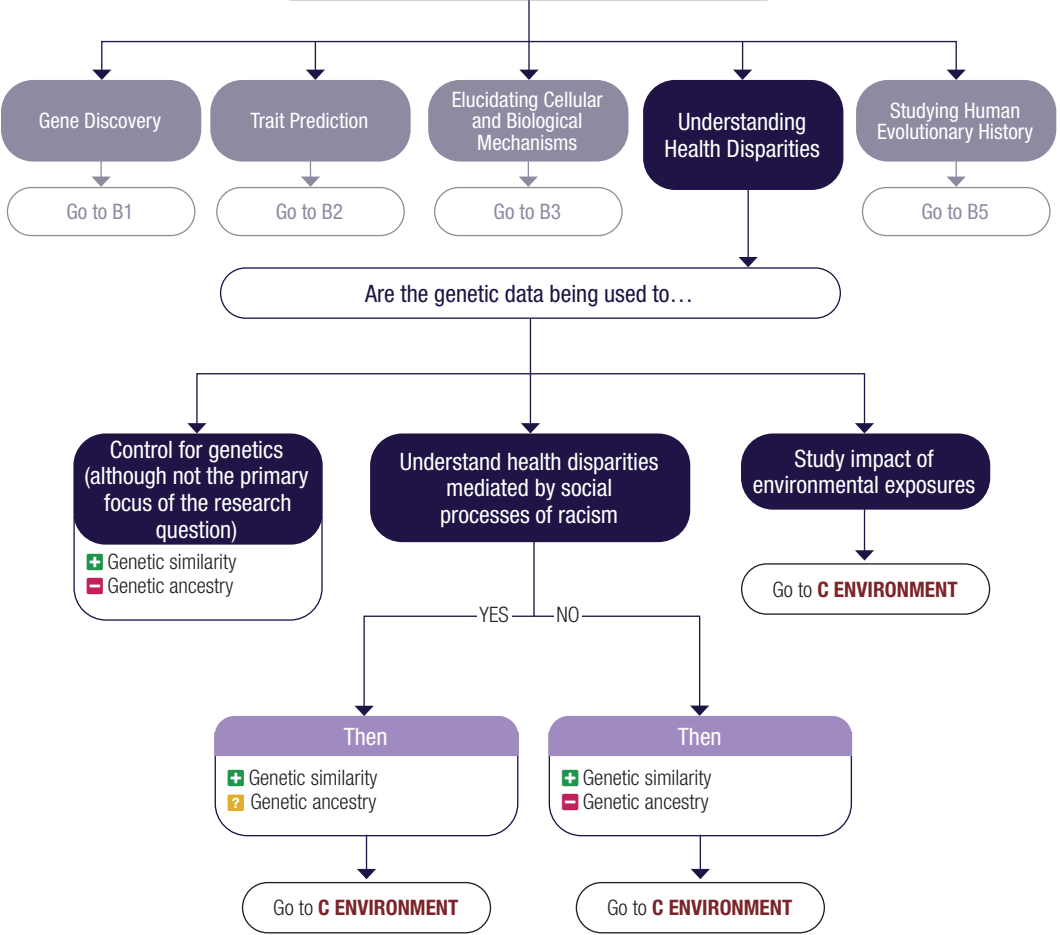 Gene Discovery
Trait Prediction
Elucidating Cellular
and Biological
Mechanisms
Understanding
Health Disparities
Studying Human
Evolutionary History
Go to B1
Go to B2
Go to B3
Go to B5
Are the genetic data being used to…
Control for genetics
(although not the primary
focus of the research
question)
+ Genetic similarity
− Genetic ancestry
Understand health disparities
mediated by social
processes of racism
Study impact of
environmental exposures
Go to C ENVIRONMENT
YES
NO
Then
+ Genetic similarity
? Genetic ancestry
Then
+ Genetic similarity
− Genetic ancestry
Go to C ENVIRONMENT
Go to C ENVIRONMENT